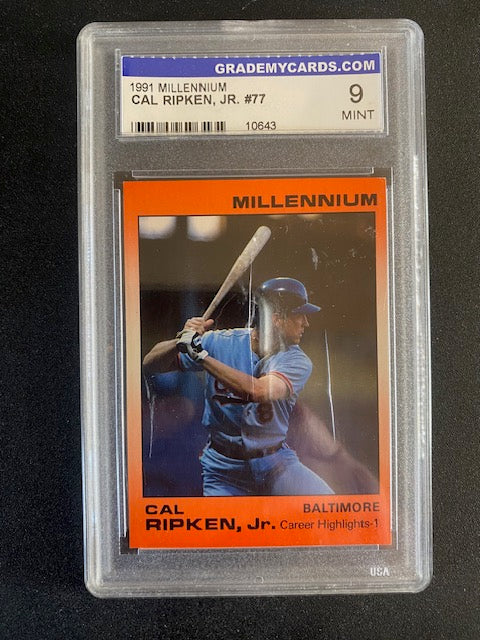 GRADEMYCARDS.COM
1991 MILLENNIUM
CAL RIPKEN, JR. #77
9
MINT
10643
MILLENNIUM
CAL
RIPKEN, Jr.
BALTIMORE
Career Highlights-1
USA